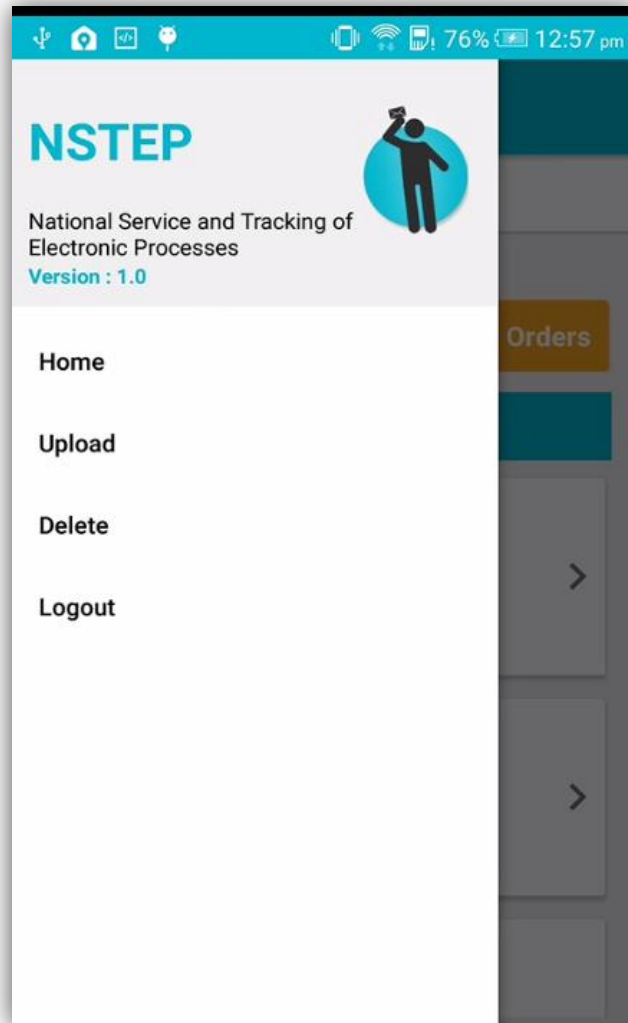 76% 12:57 pm
NSTEP
National Service and Tracking of
Electronic Processes
Version : 1.0
Orders
Home
Upload
Delete
Logout